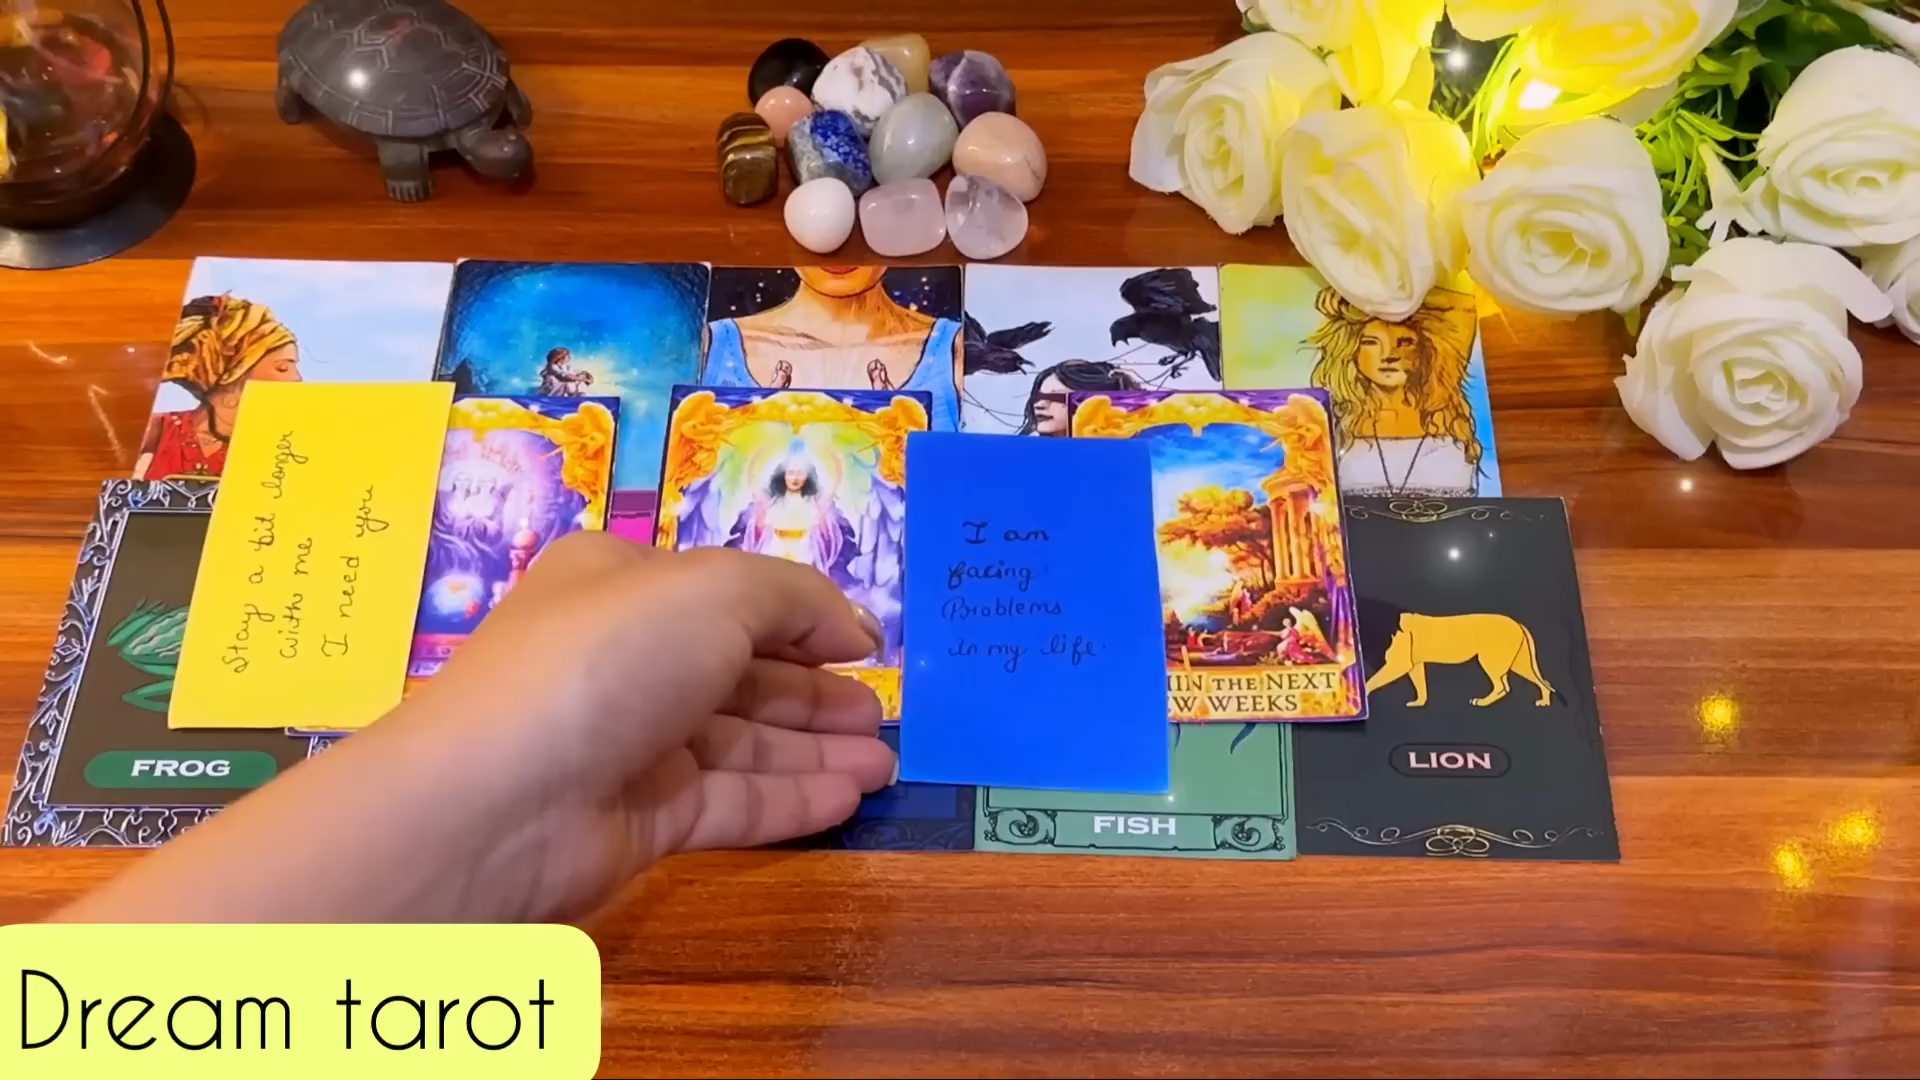 Stay a bit longer
with me
I need you
I am
facing
Problems
in my life.
THE NEXT
WEEKS
FROG
FISH
LION
Dream tarot